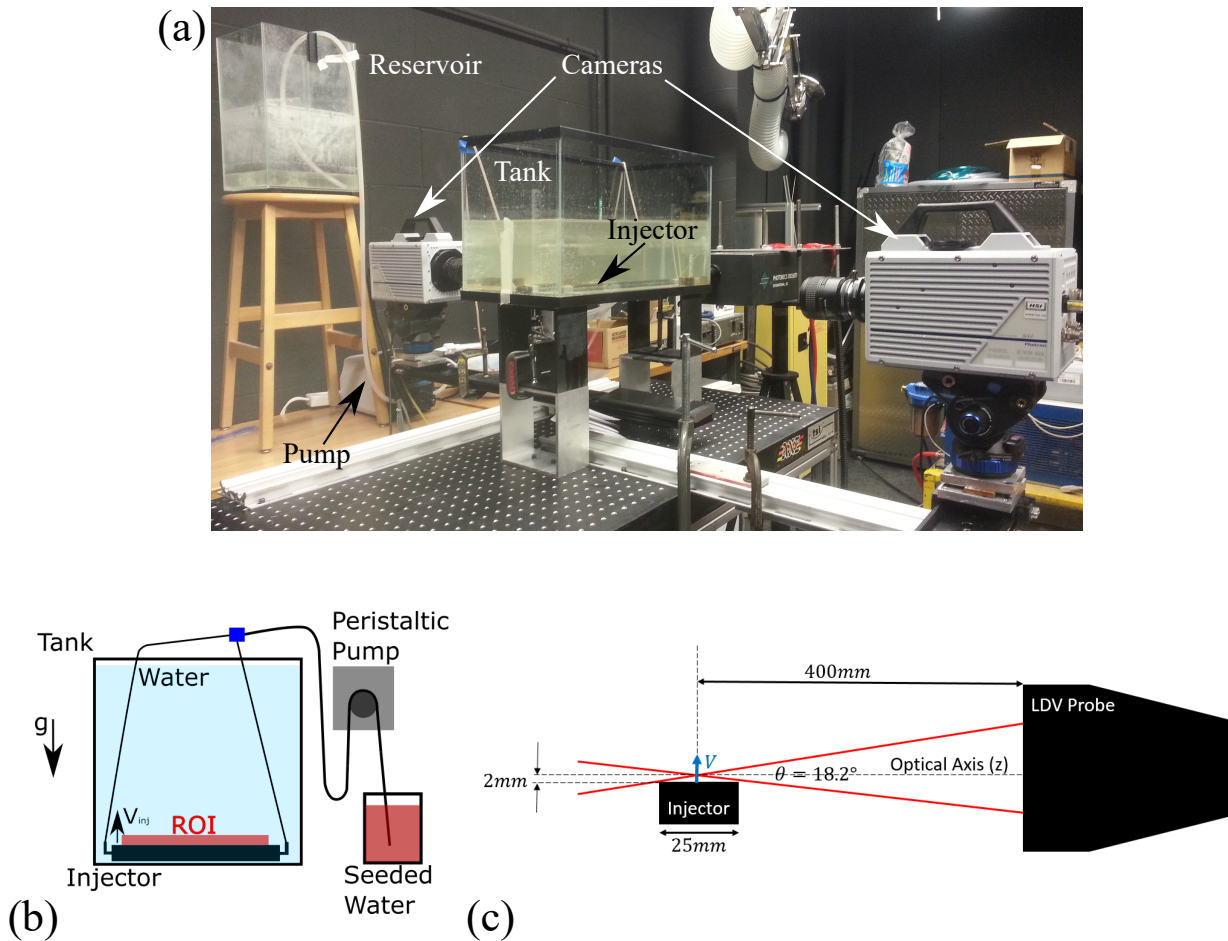 (a)
Reservoir
Cameras
Tank
Injector
Pump
Tank
Water
Peristaltic
Pump
g
V inj
ROI
Injector
Seeded
Water
(b)
400mm
LDV Probe
V
Optical Axis (z)
θ = 18.2°
2mm
Injector
25mm
(c)